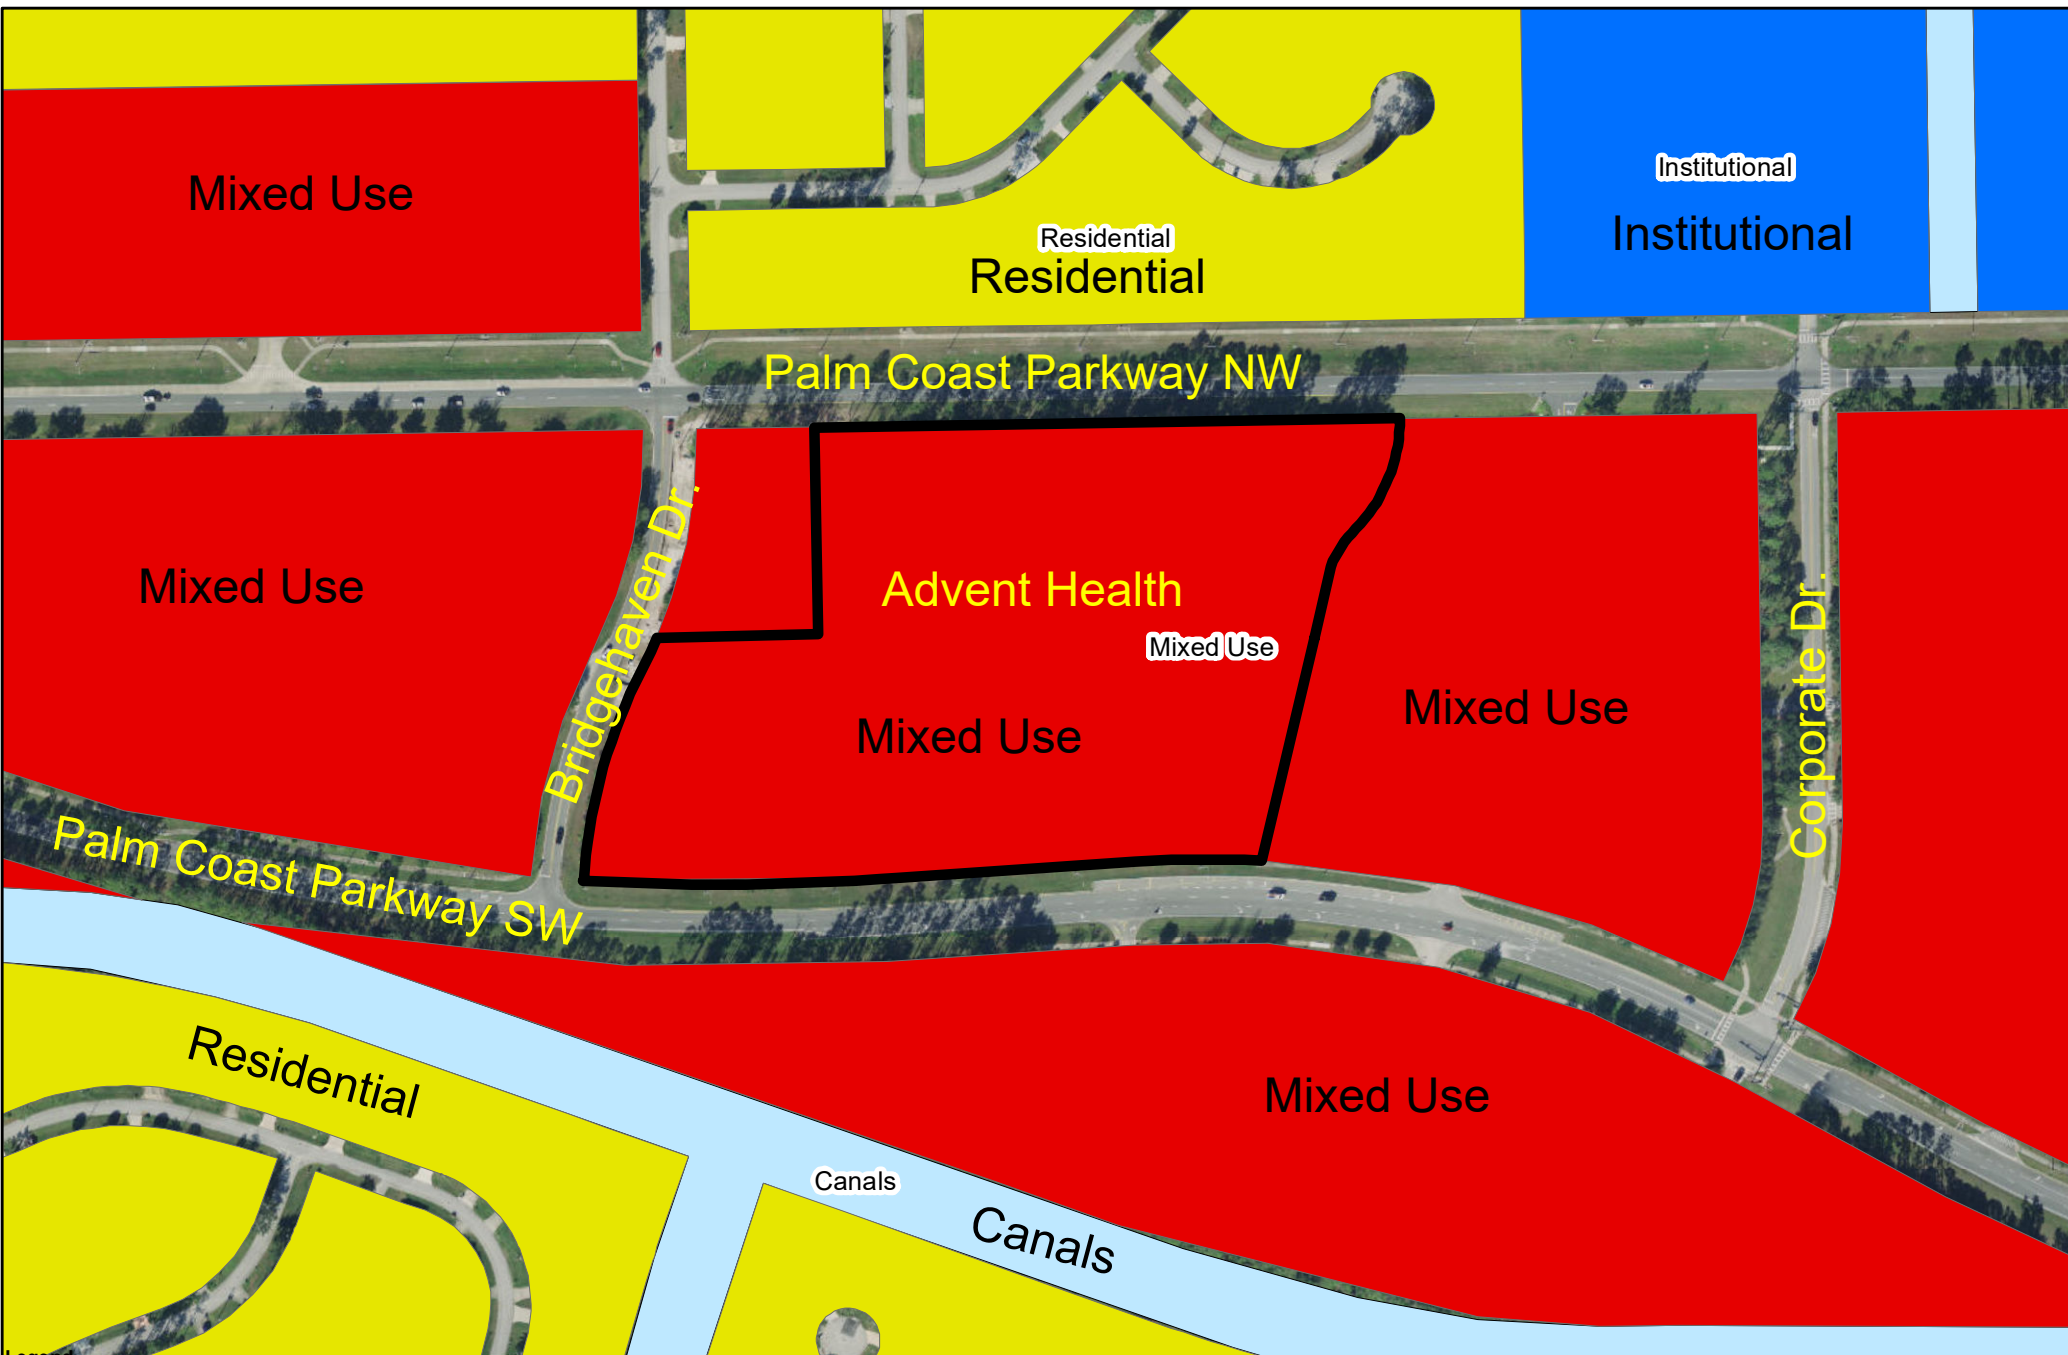 Mixed Use
Institutional
Institutional
Residential
Residential
Palm Coast Parkway NW
Bridgehaven Dr.
Advent Health
Mixed Use
Mixed Use
Mixed Use
Mixed Use
Corporate Dr.
Palm Coast Parkway SW
Residential
Mixed Use
Canals
Canals